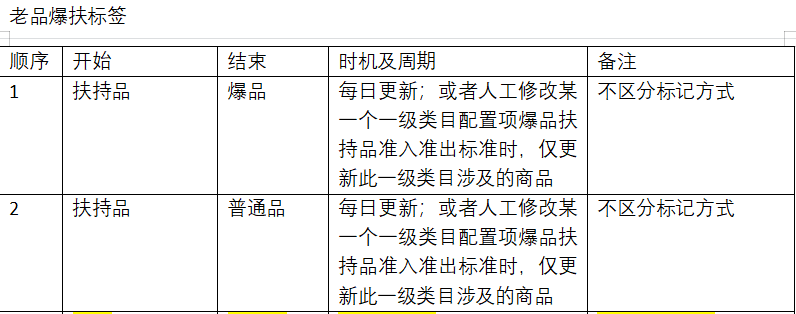 老品爆扶标签
顺序 开始 结束 时机及周期 备注
1 扶持品 爆品 每日更新；或者人工修改某 不区分标记方式
一个一级类目配置项爆品扶
持品准入准出标准时，仅更
新此一级类目涉及的商品
2 扶持品 普通品 每日更新；或者人工修改某 不区分标记方式
一个一级类目配置项爆品扶
持品准入准出标准时，仅更
新此一级类目涉及的商品